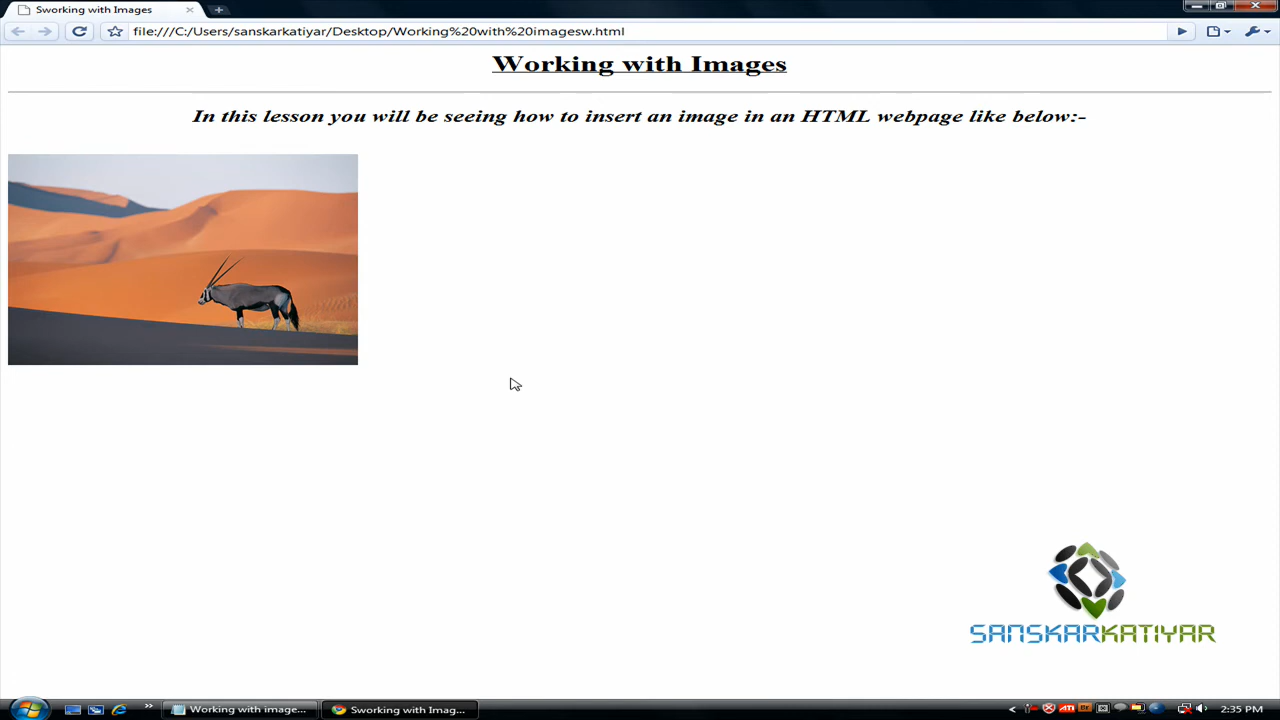 Sworking with Images
file:///C:/Users/sanskarkatiyar/Desktop/Working%20with%20imagesw.html
Working with Images
In this lesson you will be seeing how to insert an image in an HTML webpage like below:-
SANSKARKATIYAR
Working with image...
Sworking with Imag...
ATI
2:35 PM